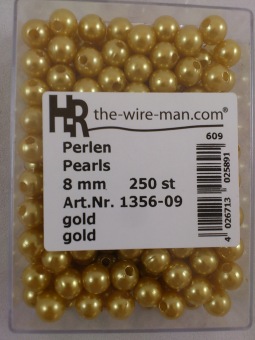 HR the-wire-man.com®
609
Perlen
Pearls
8 mm 250 st
Art.Nr. 1356-09
gold
gold
4 026713 025891